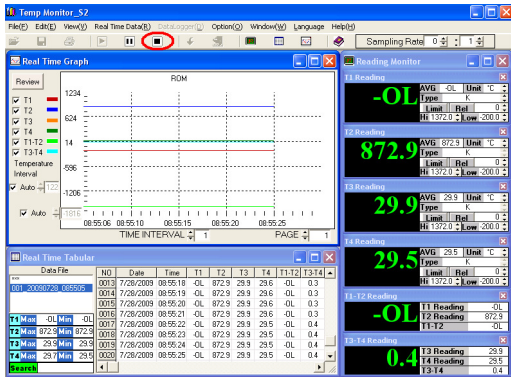 Temp Monitor_S2
File(F) Edit(E) View(V) Real Time Data(R) DataLogger(D) Option(O) Window(W) Language Help(H)
Sampling Rate 0 : 1
Real Time Graph
Review
ROM
T1
T2
T3
T4
T1-T2
T3-T4
Temperature
Interval
Auto 122
Auto -1816
1234
624
14
-596
-1206
08:55:06 08:55:10 08:55:15 08:55:20 08:55:25
TIME INTERVAL 1 PAGE 1
Real Time Tabular
Data File
001_20090728_085505
T1 Max -OL Min -OL
T2 Max 872.9 Min 872.9
T3 Max 29.9 Min 29.9
T4 Max 29.7 Min 29.5
Search
NO Date Time T1 T2 T3 T4 T1-T2 T3-T4
0013 7/28/2009 08:55:18 -OL 872.9 29.9 29.6 -OL 0.3
0014 7/28/2009 08:55:19 -OL 872.9 29.9 29.6 -OL 0.3
0015 7/28/2009 08:55:20 -OL 872.9 29.9 29.6 -OL 0.3
0016 7/28/2009 08:55:21 -OL 872.9 29.9 29.6 -OL 0.3
0017 7/28/2009 08:55:22 -OL 872.9 29.9 29.5 -OL 0.4
0018 7/28/2009 08:55:23 -OL 872.9 29.9 29.5 -OL 0.4
0019 7/28/2009 08:55:24 -OL 872.9 29.9 29.5 -OL 0.4
0020 7/28/2009 08:55:25 -OL 872.9 29.9 29.5 -OL 0.4
Reading Monitor
T1 Reading
-OL
AVG -OL Unit °C
Type K
Limit Rel 0
Hi 1372.0 Low -200.0
T2 Reading
872.9
AVG 872.9 Unit °C
Type K
Limit Rel 0
Hi 1372.0 Low -200.0
T3 Reading
29.9
AVG 29.9 Unit °C
Type K
Limit Rel 0
Hi 1372.0 Low -200.0
T4 Reading
29.5
AVG 29.5 Unit °C
Type K
Limit Rel 0
Hi 1372.0 Low -200.0
T1-T2 Reading
-OL
T1 Reading -OL
T2 Reading 872.9
T1-T2 -OL
T3-T4 Reading
0.4
T3 Reading 29.9
T4 Reading 29.5
T3-T4 0.4